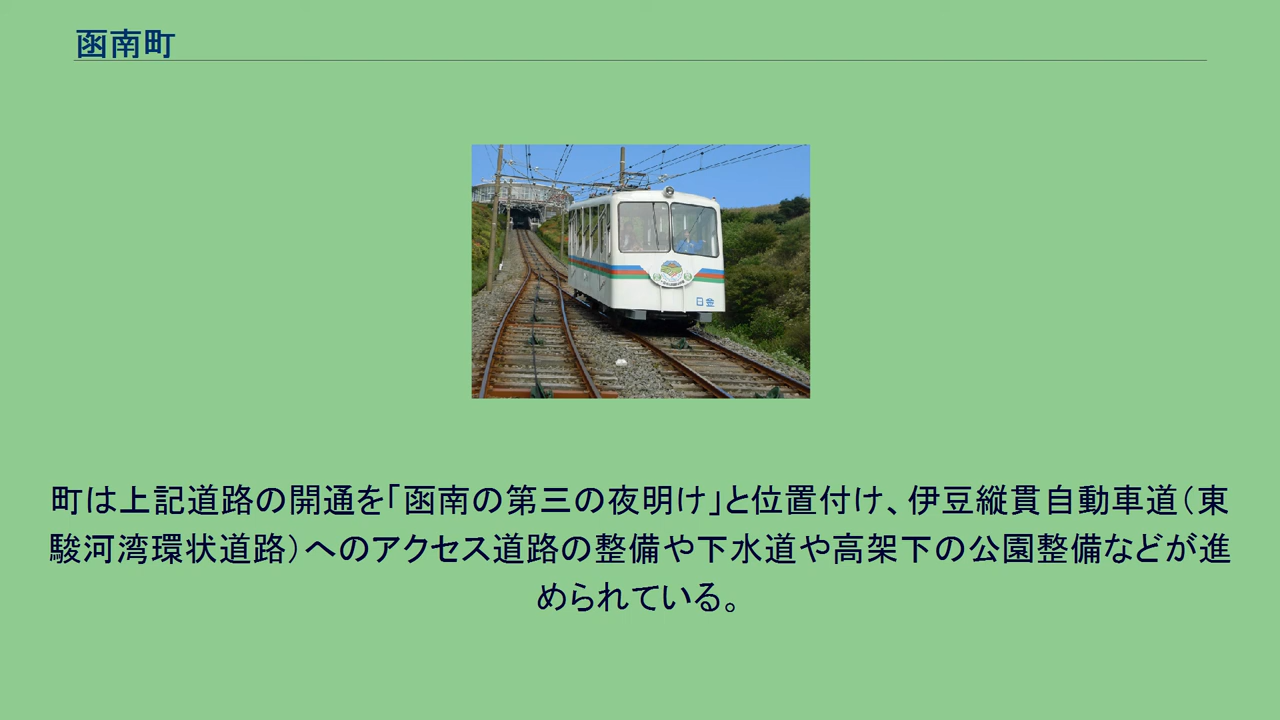 函南町
日金
町は上記道路の開通を｢函南の第三の夜明け｣と位置付け、伊豆縦貫自動車道（東
駿河湾環状道路）へのアクセス道路の整備や下水道や高架下の公園整備などが進
められている。